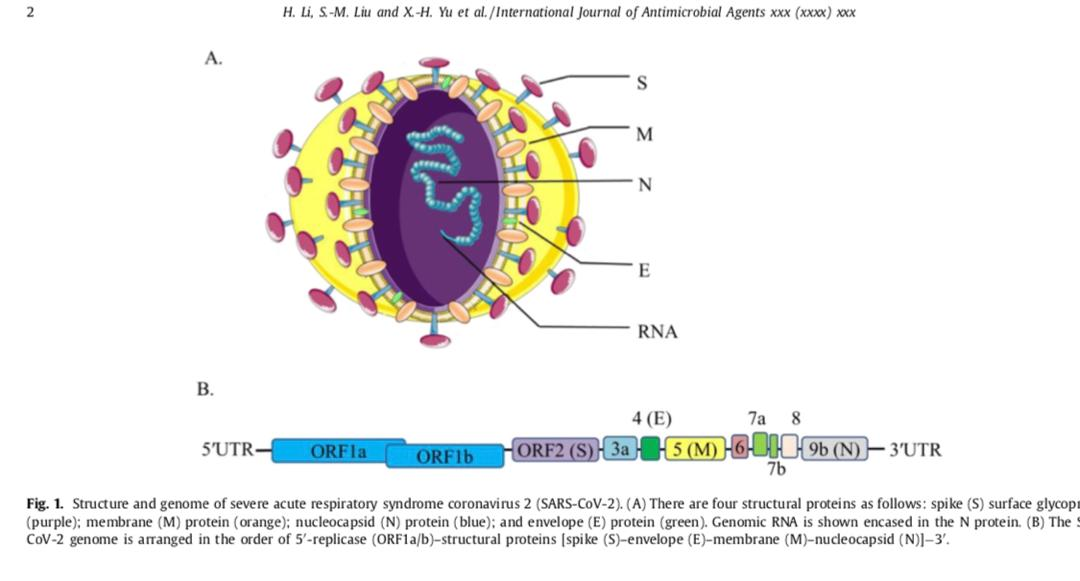 2
H. Li, S.-M. Liu and X.-H. Yu et al. / International Journal of Antimicrobial Agents xxx (xxxx) xxx
A.
S
M
N
E
RNA
B.
4 (E) 7a 8
5′UTR ORF1a ORF1b ORF2 (S) 3a 5 (M) 6 9b (N) 3′UTR
7b
Fig. 1. Structure and genome of severe acute respiratory syndrome coronavirus 2 (SARS-CoV-2). (A) There are four structural proteins as follows: spike (S) surface glycop
(purple); membrane (M) protein (orange); nucleocapsid (N) protein (blue); and envelope (E) protein (green). Genomic RNA is shown encased in the N protein. (B) The
CoV-2 genome is arranged in the order of 5′-replicase (ORF1a/b)–structural proteins [spike (S)–envelope (E)–membrane (M)–nucleocapsid (N)]–3′.